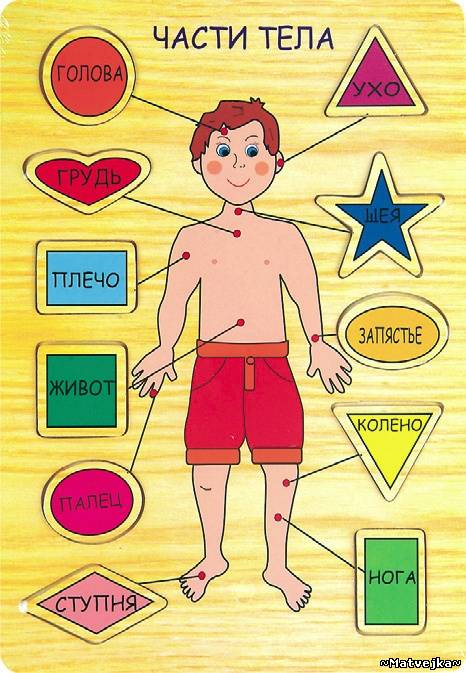 ЧАСТИ ТЕЛА
ГОЛОВА
УХО
ГРУДЬ
ШЕЯ
ПЛЕЧО
ЗАПЯСТЬЕ
ЖИВОТ
КОЛЕНО
ПАЛЕЦ
НОГА
СТУПНЯ
~Matvejka~